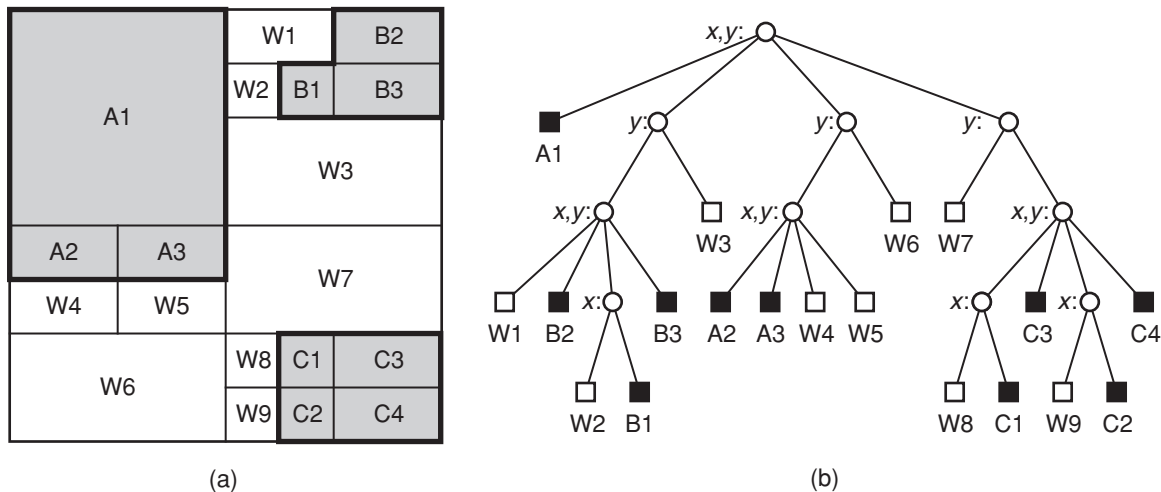 W1 B2
W2 B1 B3
A1
W3
A2 A3
W7
W4 W5
W8 C1 C3
W6
W9 C2 C4
(a)
x,y:
A1 y: y: y:
x,y: W3 x,y: W6 W7 x,y:
W1 B2 x: B3 A2 A3 W4 W5 x: C3 x: C4
W2 B1 W8 C1 W9 C2
(b)